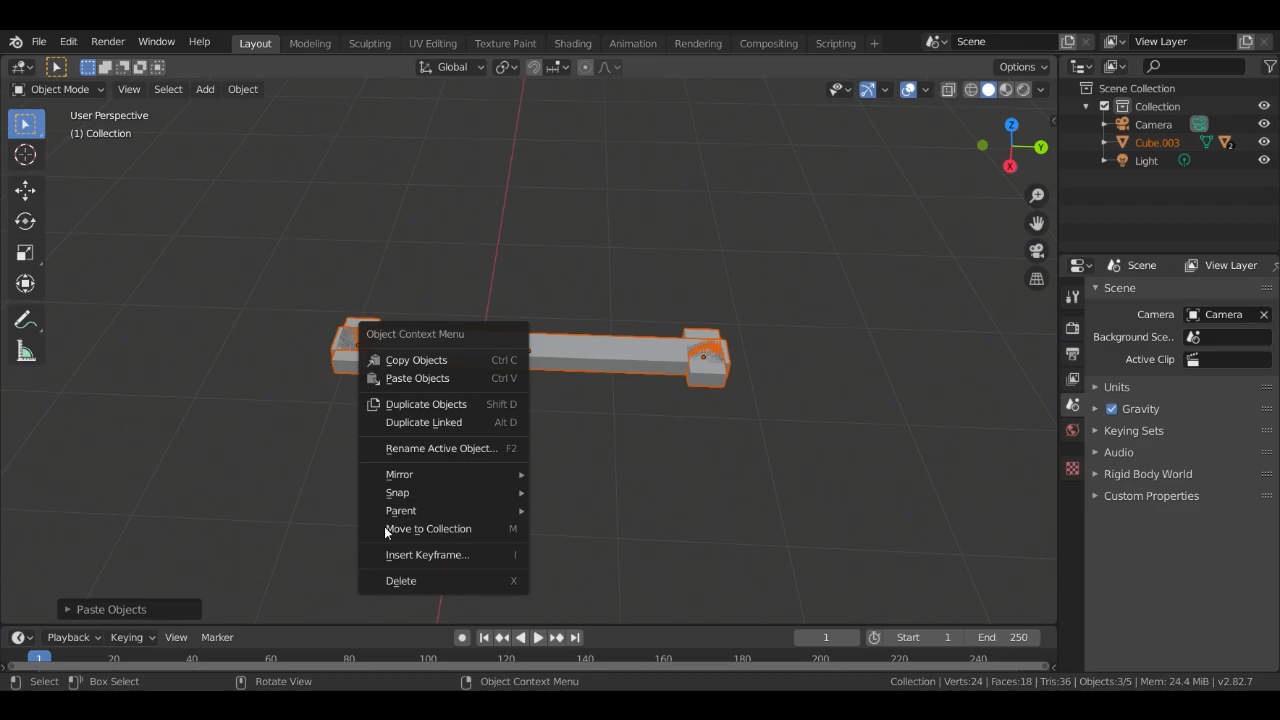 File Edit Render Window Help Layout Modeling Sculpting UV Editing Texture Paint Shading Animation Rendering Compositing Scripting + Scene View Layer
Global Options
Object Mode View Select Add Object
Scene Collection
User Perspective
(1) Collection
Collection
Camera
Cube.003 2
Light
Z
Y
X
Scene View Layer
Scene
Camera Camera
Background Sce..
Active Clip
Units
Gravity
Keying Sets
Audio
Rigid Body World
Custom Properties
Object Context Menu
Copy Objects Ctrl C
Paste Objects Ctrl V
Duplicate Objects Shift D
Duplicate Linked Alt D
Rename Active Object... F2
Mirror
Snap
Parent
Move to Collection M
Insert Keyframe... I
Delete X
Paste Objects
Playback Keying View Marker 1 Start 1 End 250
1 20 40 60 80 100 120 140 160 180 200 220 240
Select Box Select Rotate View Object Context Menu Collection | Verts:24 | Faces:18 | Tris:36 | Objects:3/5 | Mem: 24.4 MiB | v2.82.7